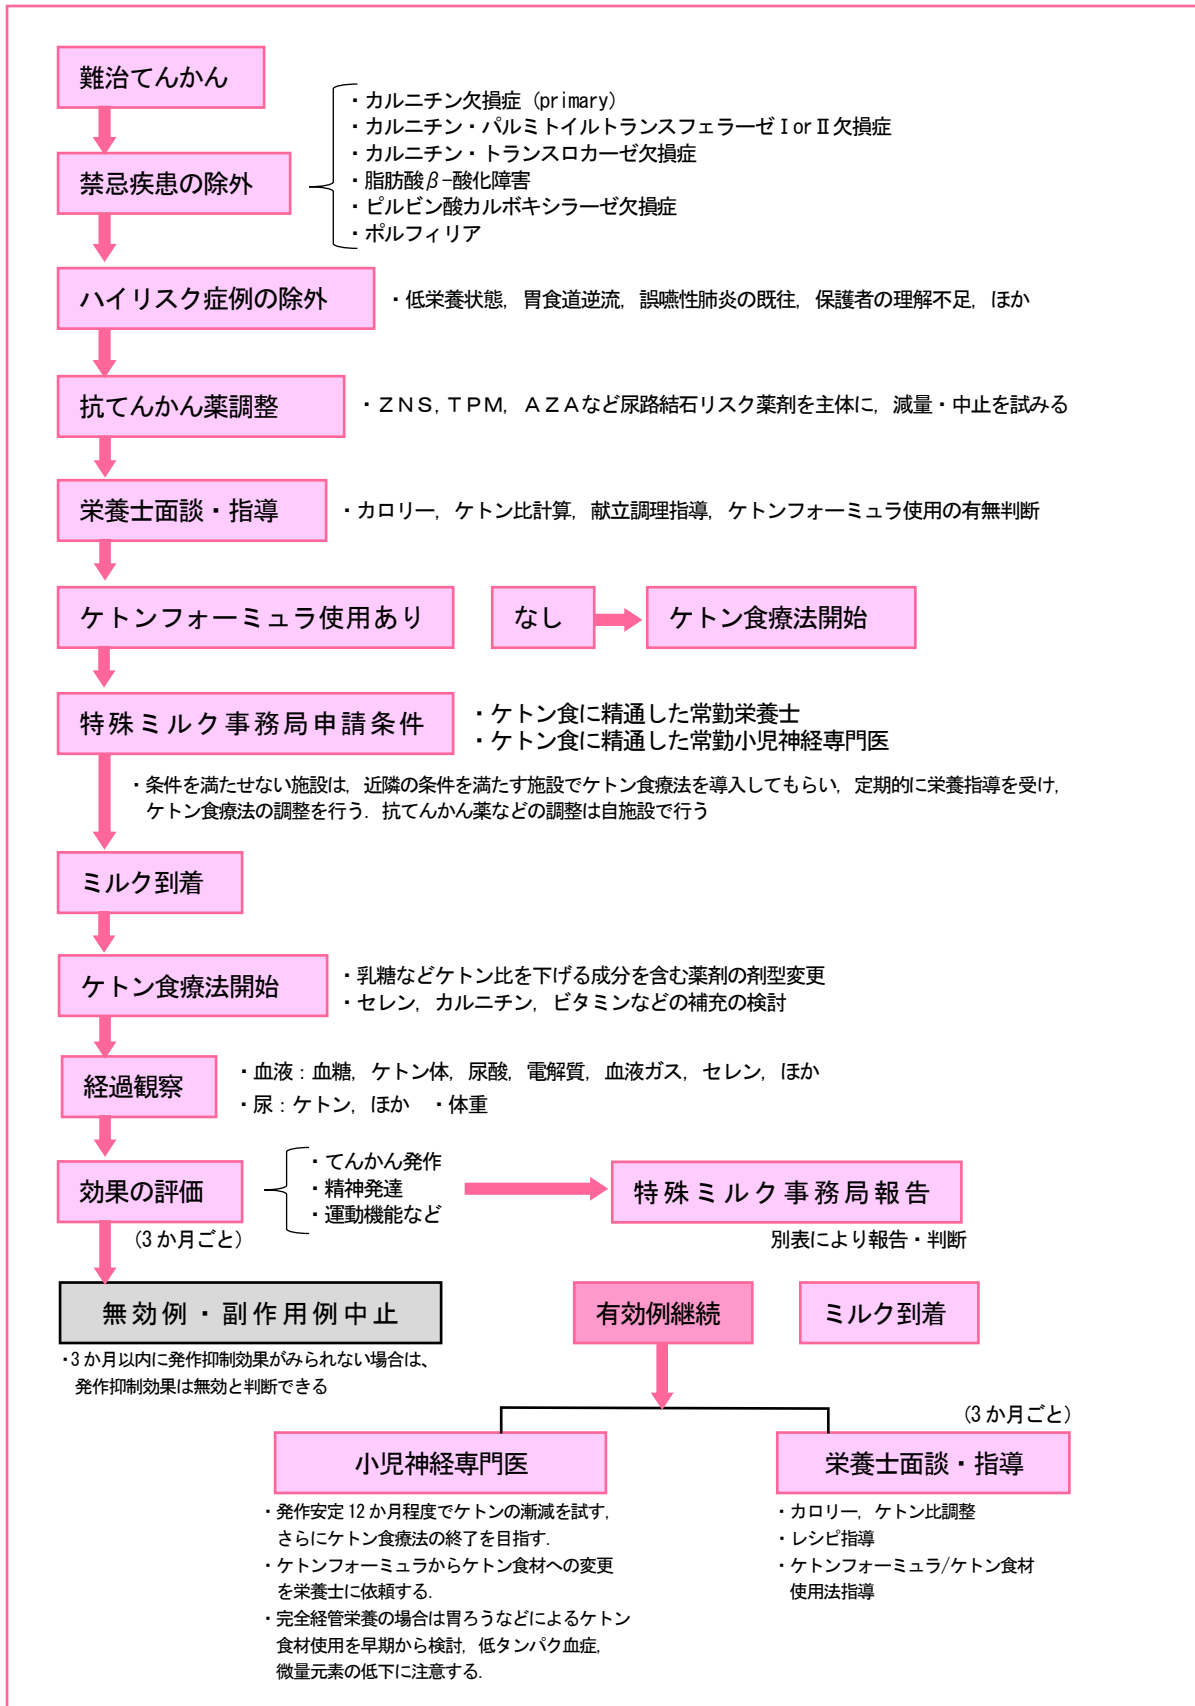 難治てんかん
・カルニチン欠損症 (primary)
・カルニチン・パルミトイルトランスフェラーゼⅠorⅡ欠損症
・カルニチン・トランスロカーゼ欠損症
・脂肪酸β-酸化障害
・ピルビン酸カルボキシラーゼ欠損症
・ポルフィリア
禁忌疾患の除外
ハイリスク症例の除外
・低栄養状態, 胃食道逆流, 誤嚥性肺炎の既往, 保護者の理解不足, ほか
抗てんかん薬調整
・ＺＮＳ, ＴＰＭ, ＡＺＡなど尿路結石リスク薬剤を主体に, 減量・中止を試みる
栄養士面談・指導
・カロリー, ケトン比計算, 献立調理指導, ケトンフォーミュラ使用の有無判断
ケトンフォーミュラ使用あり
なし
ケトン食療法開始
特殊ミルク事務局申請条件
・ケトン食に精通した常勤栄養士
・ケトン食に精通した常勤小児神経専門医
・条件を満たせない施設は, 近隣の条件を満たす施設でケトン食療法を導入してもらい, 定期的に栄養指導を受け,
ケトン食療法の調整を行う. 抗てんかん薬などの調整は自施設で行う
ミルク到着
ケトン食療法開始
・乳糖などケトン比を下げる成分を含む薬剤の剤型変更
・セレン, カルニチン, ビタミンなどの補充の検討
経過観察
・血液：血糖, ケトン体, 尿酸, 電解質, 血液ガス, セレン, ほか
・尿：ケトン, ほか　・体重
効果の評価
・てんかん発作
・精神発達
・運動機能など
特殊ミルク事務局報告
(3か月ごと)
別表により報告・判断
無効例・副作用例中止
有効例継続
ミルク到着
・3か月以内に発作抑制効果がみられない場合は、
発作抑制効果は無効と判断できる
(3か月ごと)
小児神経専門医
栄養士面談・指導
・発作安定12か月程度でケトンの漸減を試す,
さらにケトン食療法の終了を目指す.
・ケトンフォーミュラからケトン食材への変更
を栄養士に依頼する.
・完全経管栄養の場合は胃ろうなどによるケトン
食材使用を早期から検討, 低タンパク血症,
微量元素の低下に注意する.
・カロリー, ケトン比調整
・レシピ指導
・ケトンフォーミュラ/ケトン食材
使用法指導